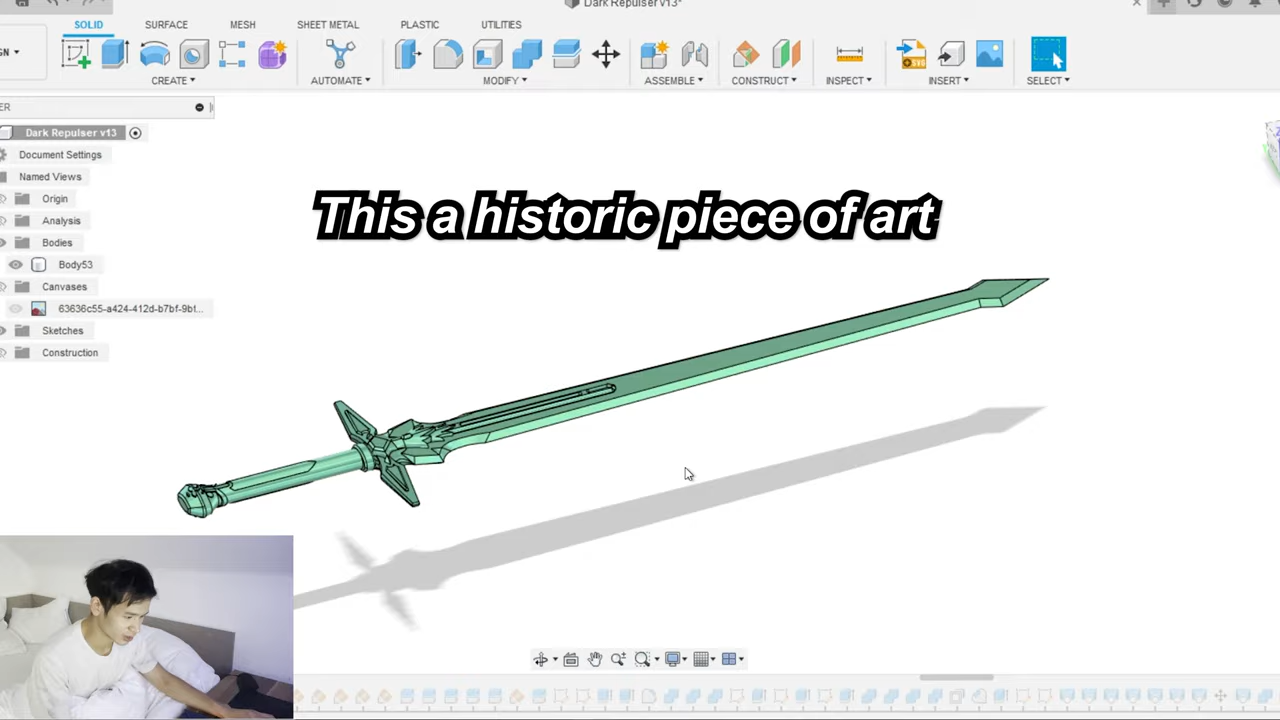 Dark Repulser v13*
SOLID SURFACE MESH SHEET METAL PLASTIC UTILITIES
CREATE AUTOMATE MODIFY ASSEMBLE CONSTRUCT INSPECT INSERT SELECT
SVG
Dark Repulser v13
Document Settings
Named Views
Origin
Analysis
Bodies
Body53
Canvases
63636c55-a424-412d-b7bf-9bf...
Sketches
Construction
This a historic piece of art